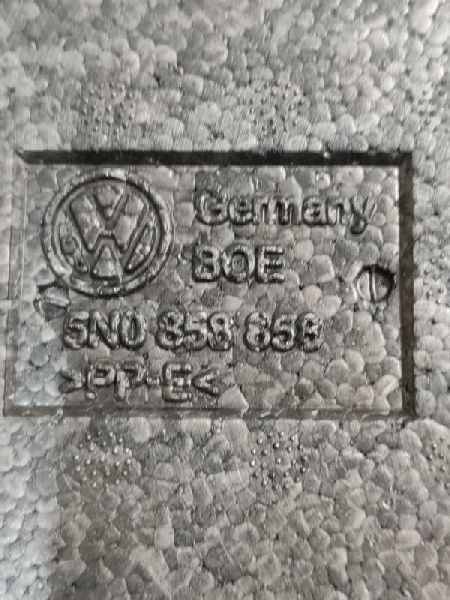 Germany
BOE
5N0 858 858
>PP-E<